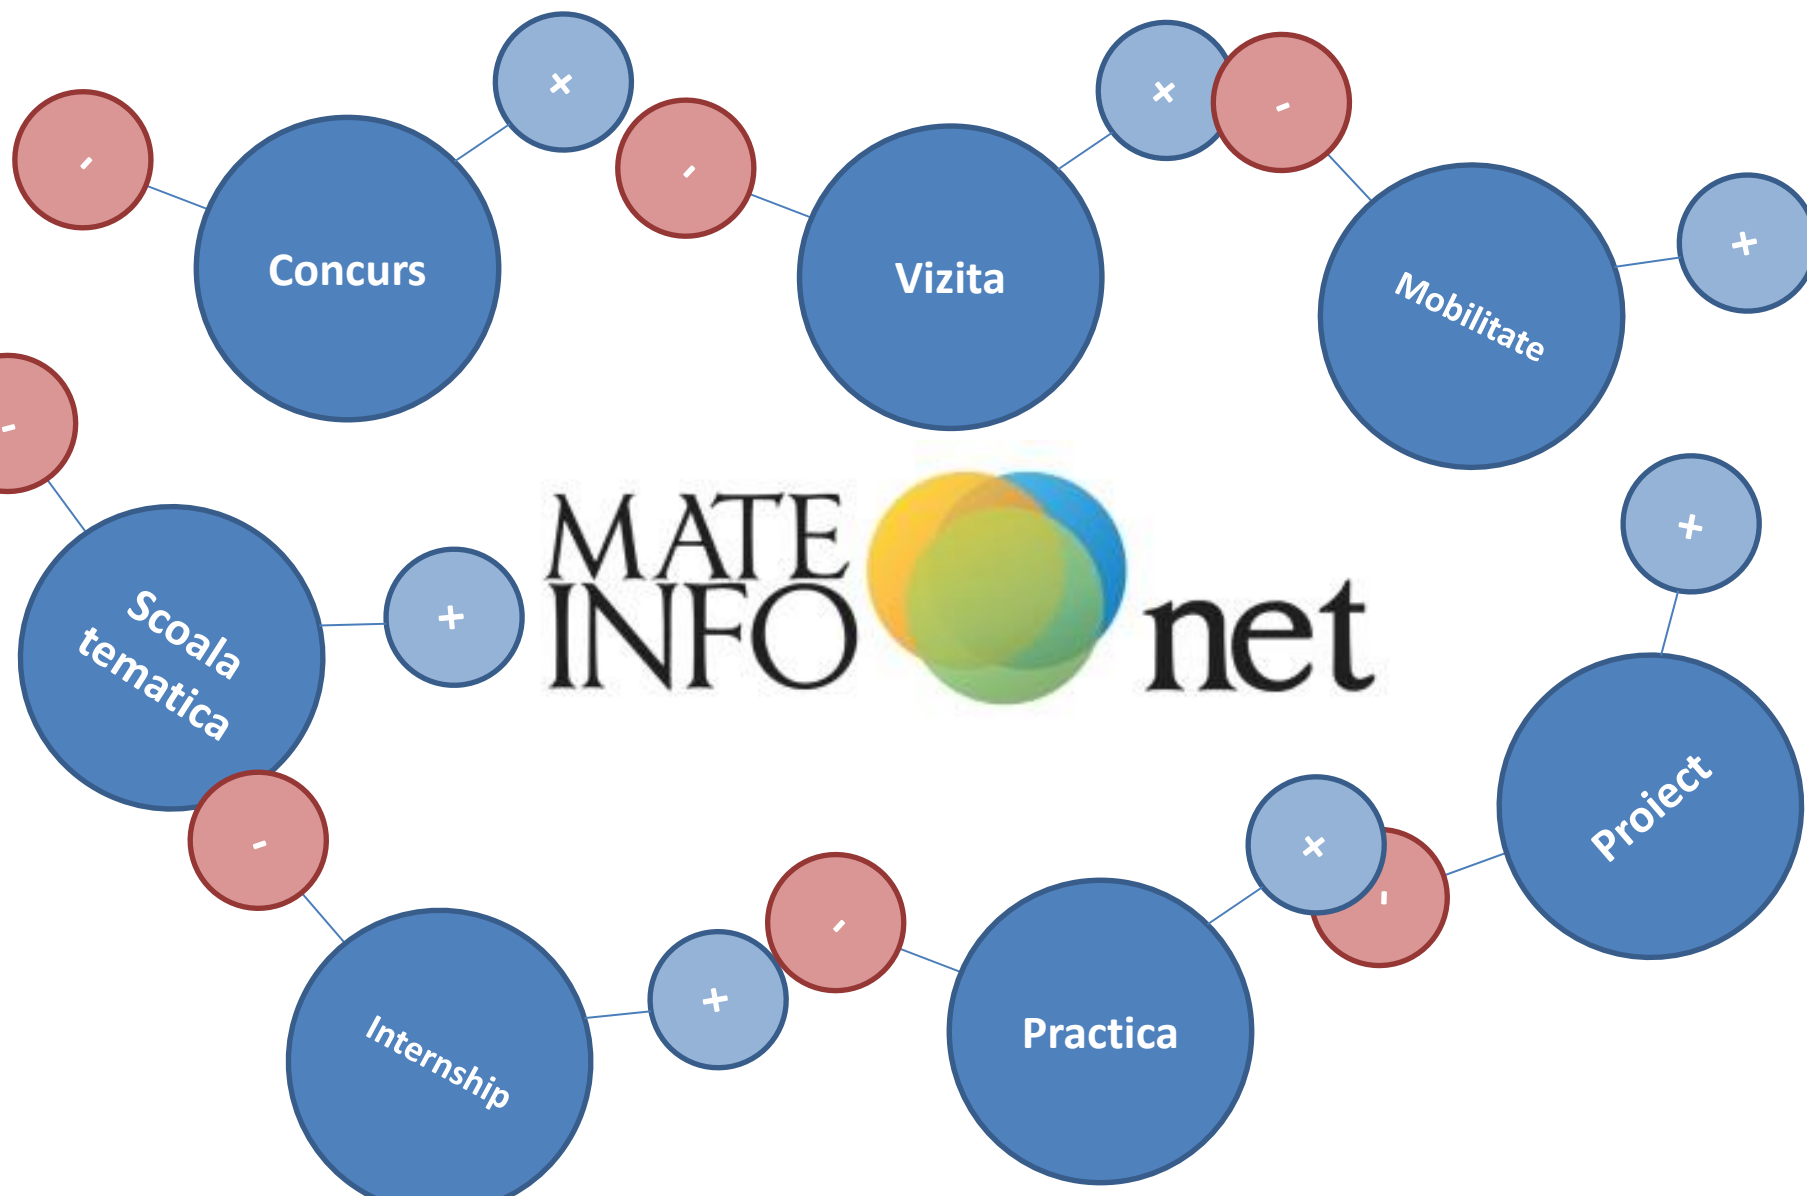 +
+
-
-
-
+
Concurs
Vizita
Mobilitate
-
+
MATE
INFO
net
Scoala
tematica
+
Proiect
-
+
-
-
+
Internship
Practica